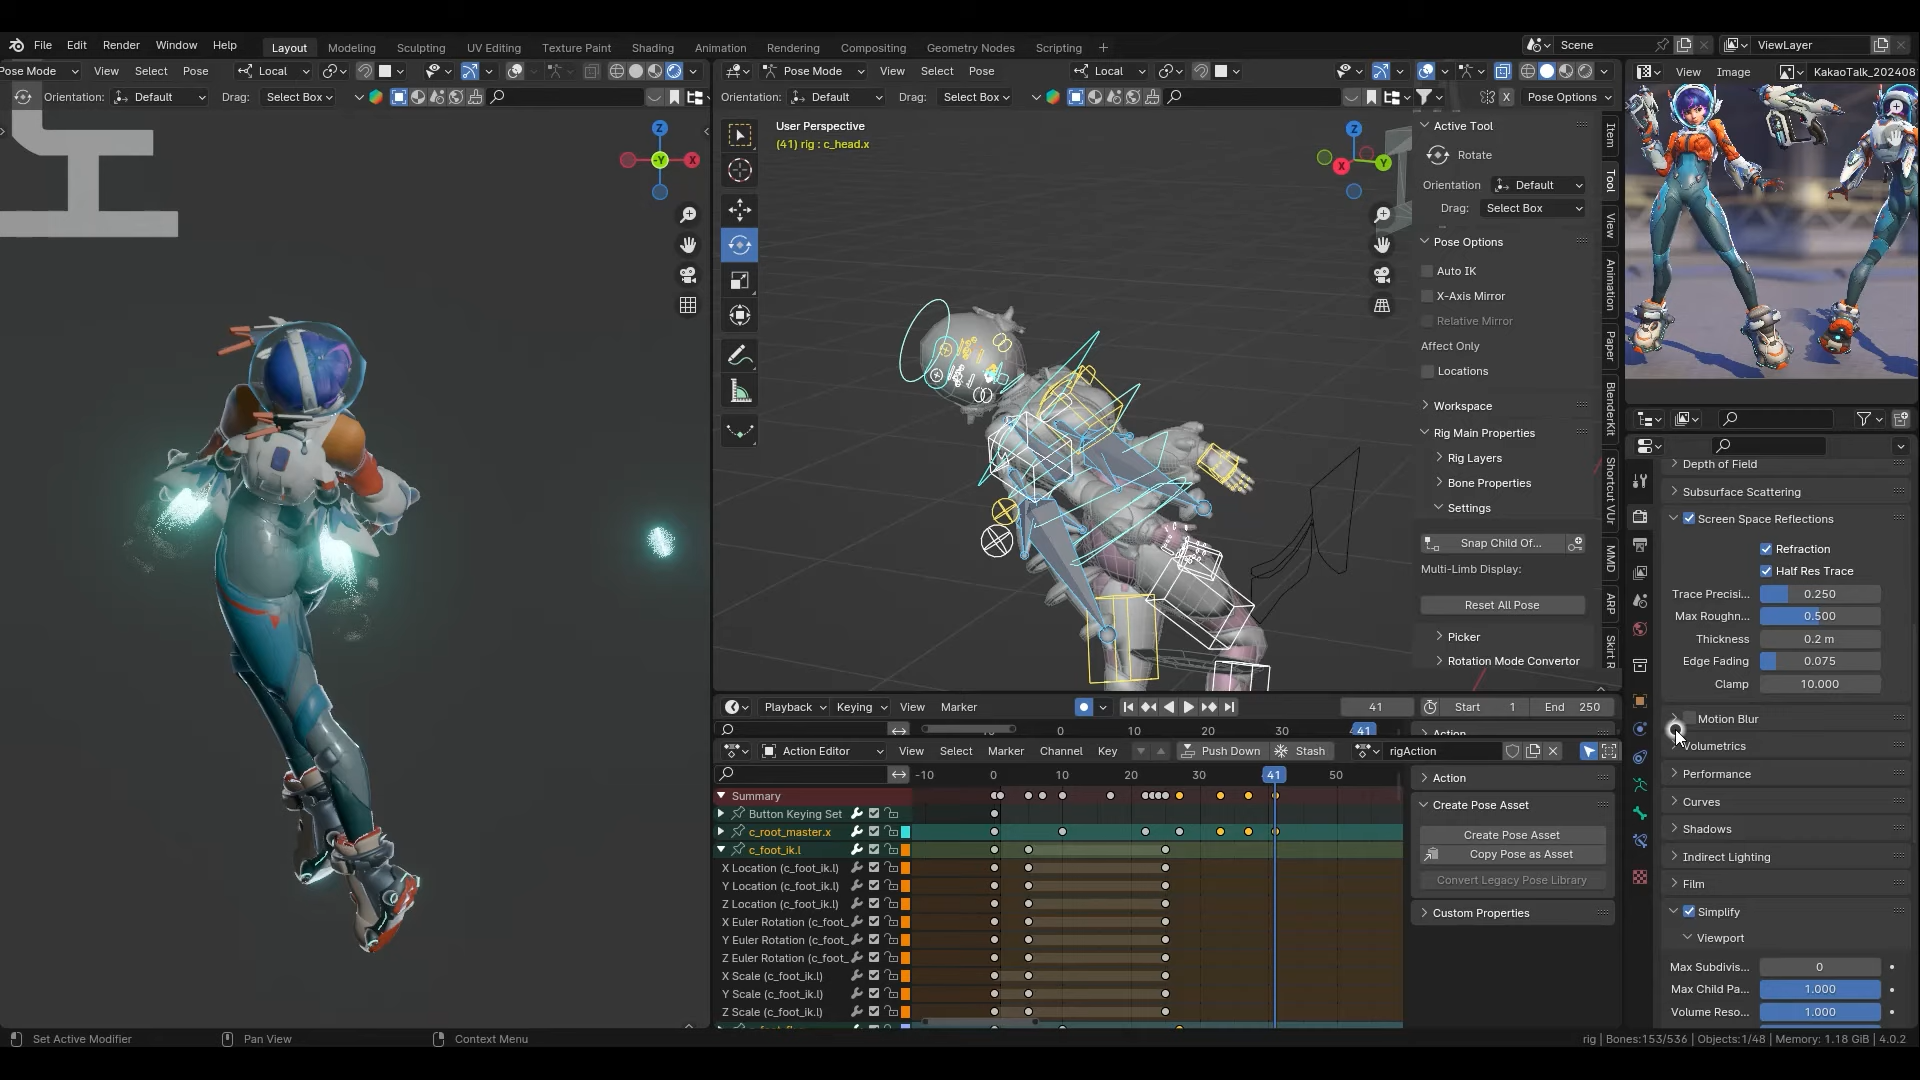 File Edit Render Window Help Layout Modeling Sculpting UV Editing Texture Paint Shading Animation Rendering Compositing Geometry Nodes Scripting + Scene ViewLayer
Pose Mode View Select Pose Local
Orientation: Default Drag: Select Box
Pose Mode View Select Pose Local
Orientation: Default Drag: Select Box X Pose Options
View Image KakaoTalk_202408
Z
-Y
X
User Perspective
(41) rig : c_head.x
Z
X
Y
Active Tool
Rotate
Orientation Default
Drag: Select Box
Pose Options
Auto IK
X-Axis Mirror
Relative Mirror
Affect Only
Locations
Workspace
Rig Main Properties
Rig Layers
Bone Properties
Settings
Snap Child Of...
Multi-Limb Display:
Reset All Pose
Picker
Rotation Mode Convertor
Item
Tool
View
Animation
Paper
BlenderKit
Shortcut VUr
MMD
ARP
Skirt R
Depth of Field
Subsurface Scattering
Screen Space Reflections
Refraction
Half Res Trace
Trace Precisi... 0.250
Max Roughn... 0.500
Thickness 0.2 m
Edge Fading 0.075
Clamp 10.000
Motion Blur
Volumetrics
Performance
Curves
Shadows
Indirect Lighting
Film
Simplify
Viewport
Max Subdivis... 0
Max Child Pa... 1.000
Volume Reso... 1.000
Playback Keying View Marker 41 Start 1 End 250
0 30 41
Action Editor View Select Marker Channel Key Push Down Stash rigAction
-10 0 10 20 30 41 50
Summary
Button Keying Set
c_root_master.x
c_foot_ik.l
X Location (c_foot_ik.l)
Y Location (c_foot_ik.l)
Z Location (c_foot_ik.l)
X Euler Rotation (c_foot_
Y Euler Rotation (c_foot_
Z Euler Rotation (c_foot_
X Scale (c_foot_ik.l)
Y Scale (c_foot_ik.l)
Z Scale (c_foot_ik.l)
Action
Create Pose Asset
Create Pose Asset
Copy Pose as Asset
Convert Legacy Pose Library
Custom Properties
Set Active Modifier Pan View Context Menu rig | Bones:153/536 | Objects:1/48 | Memory: 1.18 GiB | 4.0.2